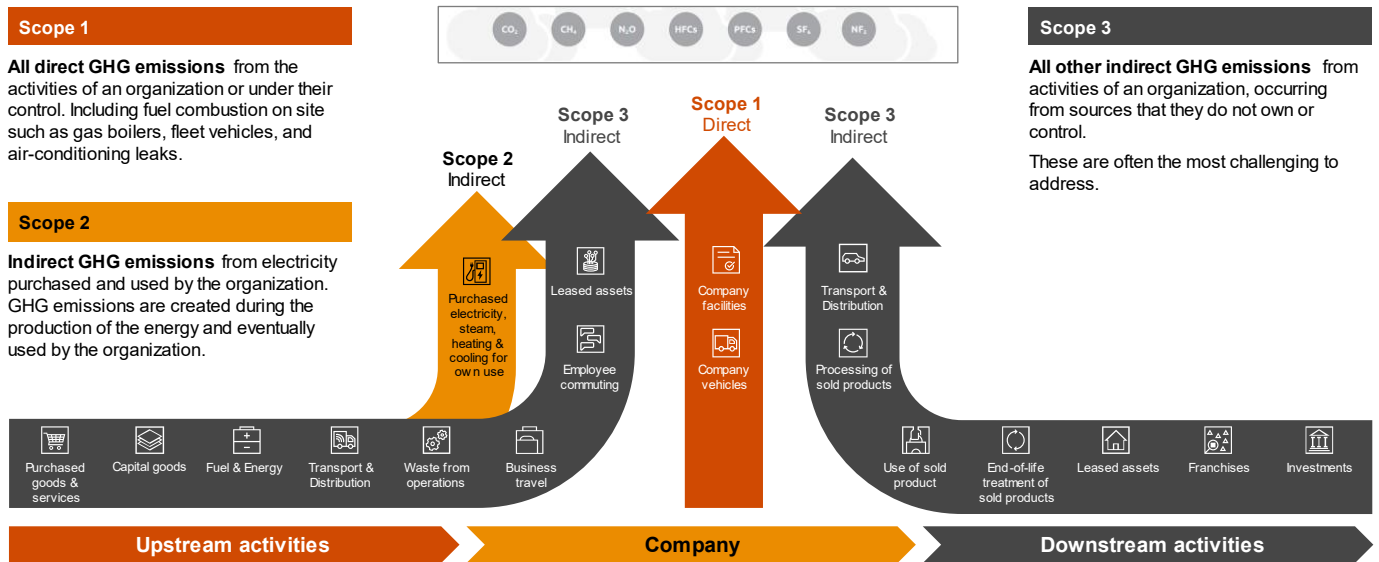 Scope 1
All direct GHG emissions from the
activities of an organization or under their
control. Including fuel combustion on site
such as gas boilers, fleet vehicles, and
air-conditioning leaks.
Scope 2
Indirect GHG emissions from electricity
purchased and used by the organization.
GHG emissions are created during the
production of the energy and eventually
used by the organization.
CO₂ CH₄ N₂O HFCs PFCs SF₆ NF₃
Scope 3
All other indirect GHG emissions from
activities of an organization, occurring
from sources that they do not own or
control.
These are often the most challenging to
address.
Scope 2
Indirect
Scope 3
Indirect
Scope 1
Direct
Scope 3
Indirect
Purchased
electricity,
steam,
heating &
cooling for
own use
Leased assets
Employee
commuting
Company
facilities
Company
vehicles
Transport &
Distribution
Processing of
sold products
Purchased
goods &
services
Capital goods
Fuel & Energy
Transport &
Distribution
Waste from
operations
Business
travel
Use of sold
product
End-of-life
treatment of
sold products
Leased assets
Franchises
Investments
Upstream activities
Company
Downstream activities